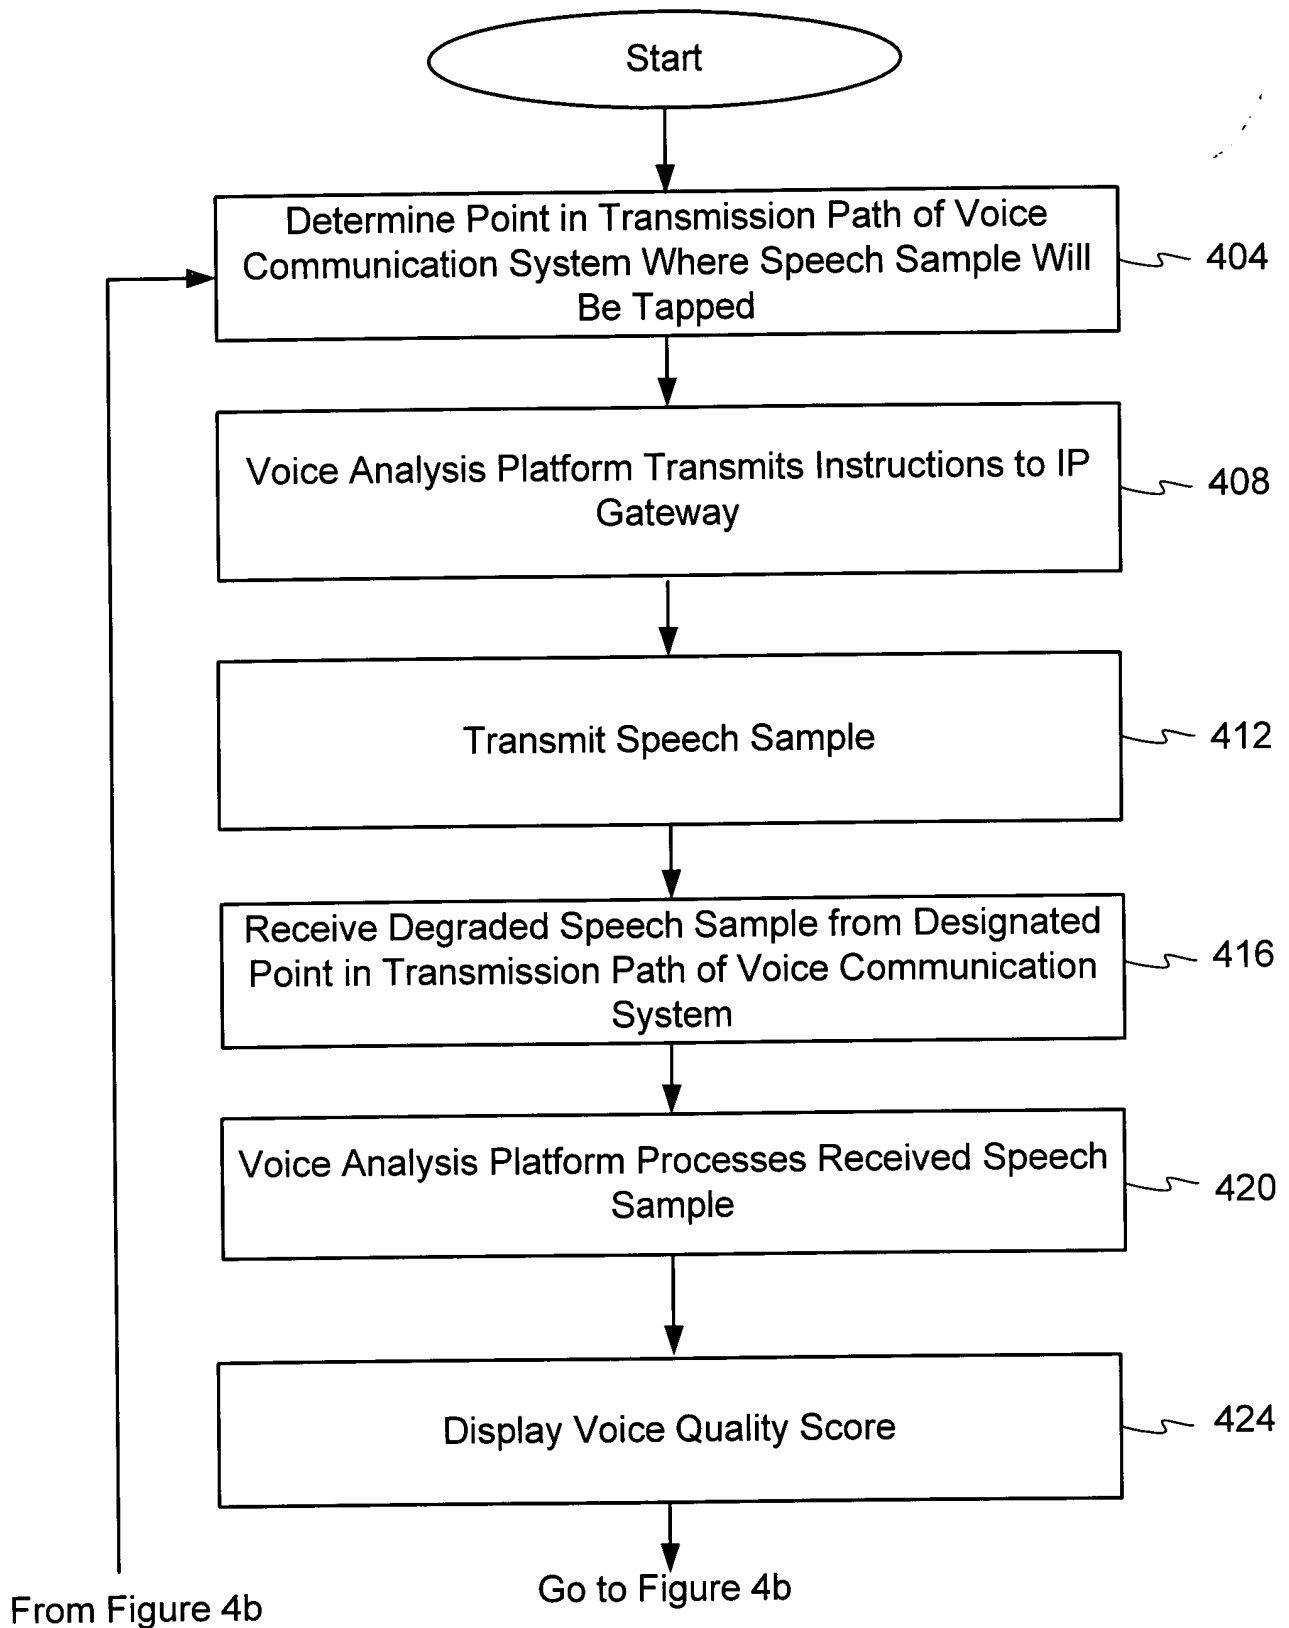 Start
Determine Point in Transmission Path of Voice
Communication System Where Speech Sample Will
Be Tapped
404
Voice Analysis Platform Transmits Instructions to IP
Gateway
408
Transmit Speech Sample
412
Receive Degraded Speech Sample from Designated
Point in Transmission Path of Voice Communication
System
416
Voice Analysis Platform Processes Received Speech
Sample
420
Display Voice Quality Score
424
From Figure 4b
Go to Figure 4b